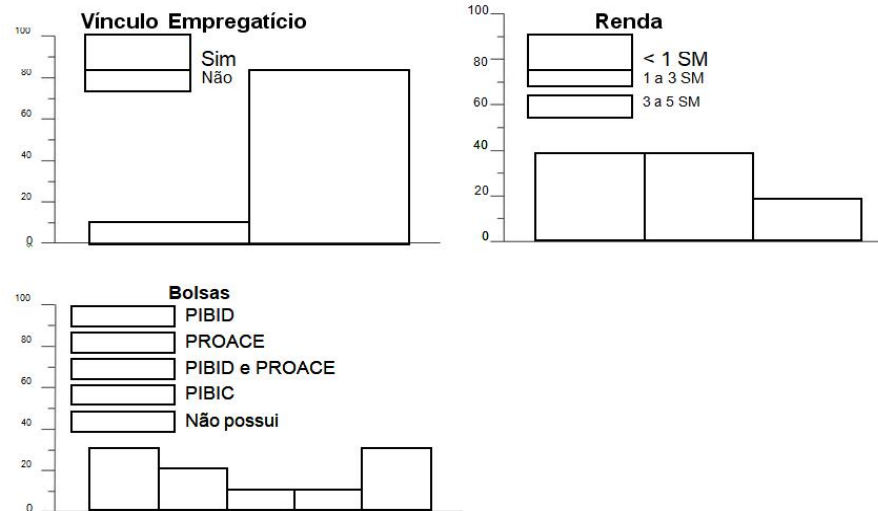 Vínculo Empregatício
Sim
Não
100
80
60
40
20
0
Renda
< 1 SM
1 a 3 SM
3 a 5 SM
100
80
60
40
20
0
Bolsas
PIBID
PROACE
PIBID e PROACE
PIBIC
Não possui
100
80
60
40
20
0